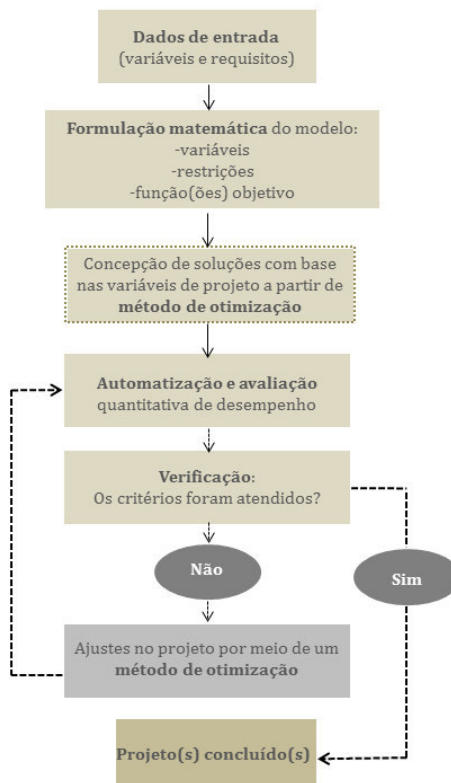 Dados de entrada
(variáveis e requisitos)
Formulação matemática do modelo:
-variáveis
-restrições
-função(ões) objetivo
Concepção de soluções com base
nas variáveis de projeto a partir de
método de otimização
Automatização e avaliação
quantitativa de desempenho
Verificação:
Os critérios foram atendidos?
Não
Sim
Ajustes no projeto por meio de um
método de otimização
Projeto(s) concluído(s)